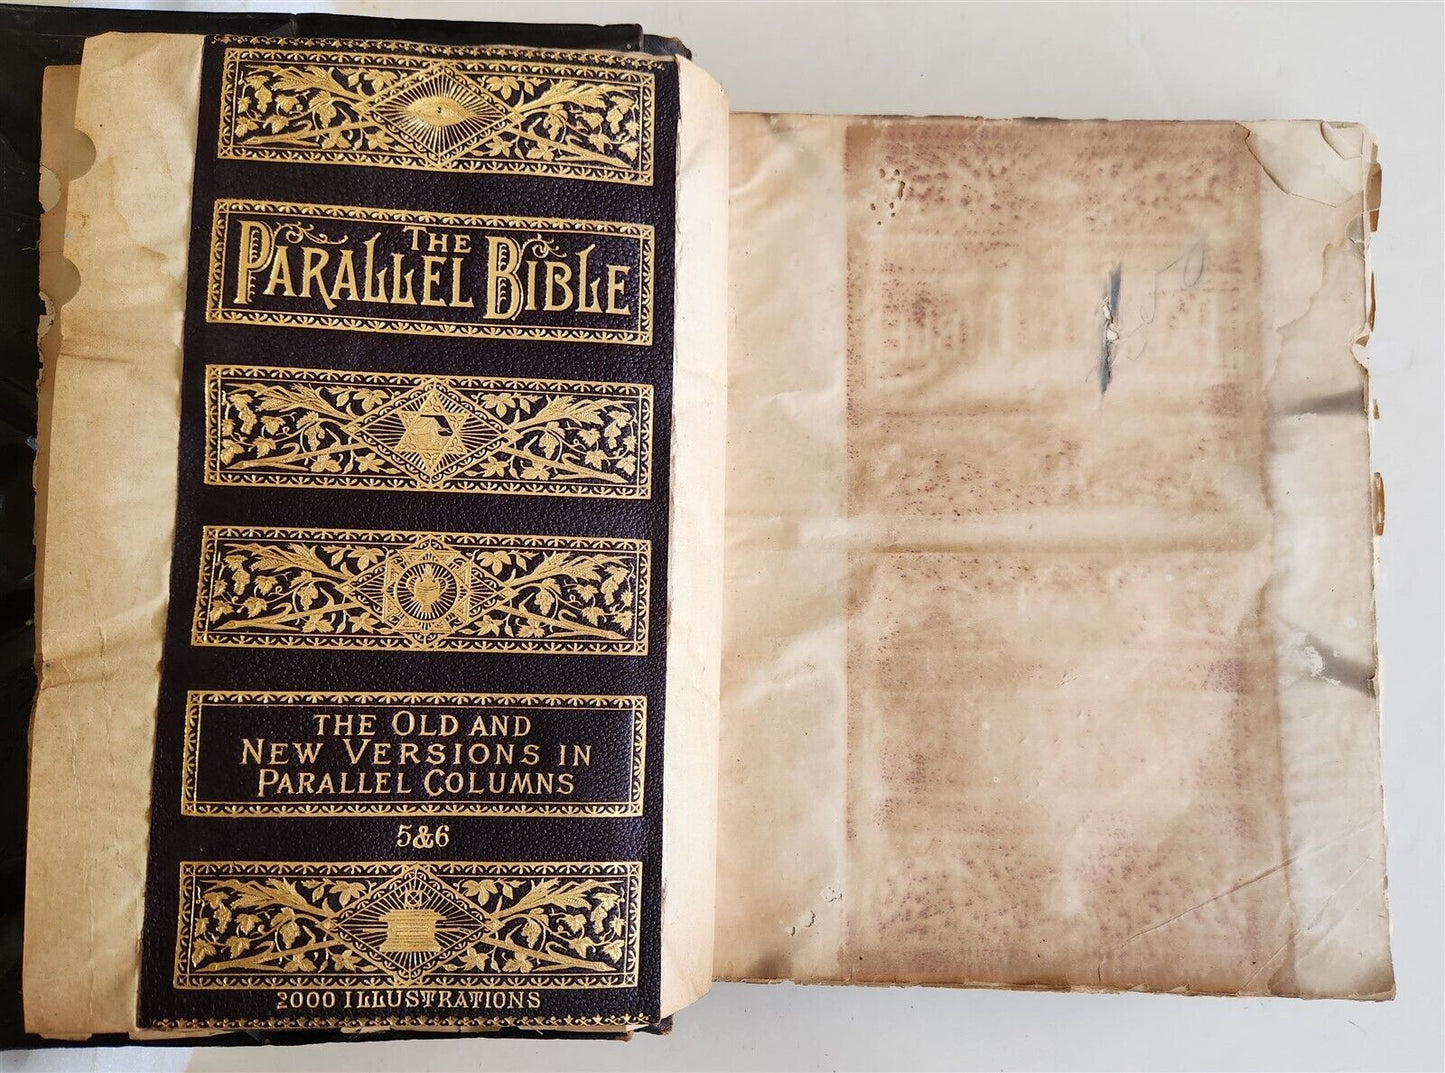 THE
PARALLEL BIBLE
THE OLD AND
NEW VERSIONS IN
PARALLEL COLUMNS
5&6
2000 ILLUSTRATIONS